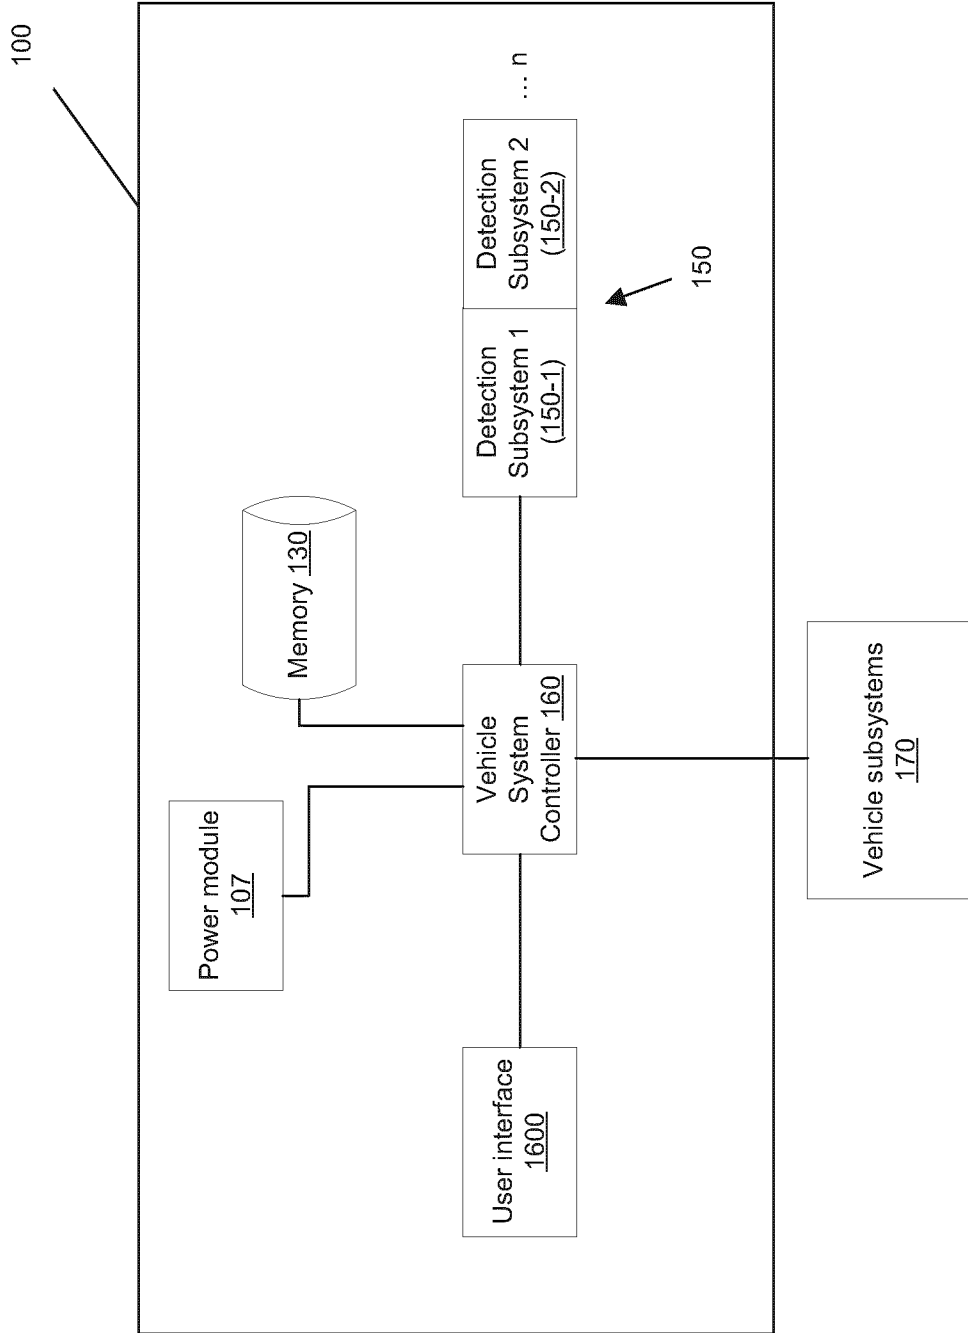 100
Power module
107
Memory 130
User interface
1600
Vehicle
System
Controller 160
Detection
Subsystem 1
(150-1)
Detection
Subsystem 2
(150-2)
... n
150
Vehicle subsystems
170